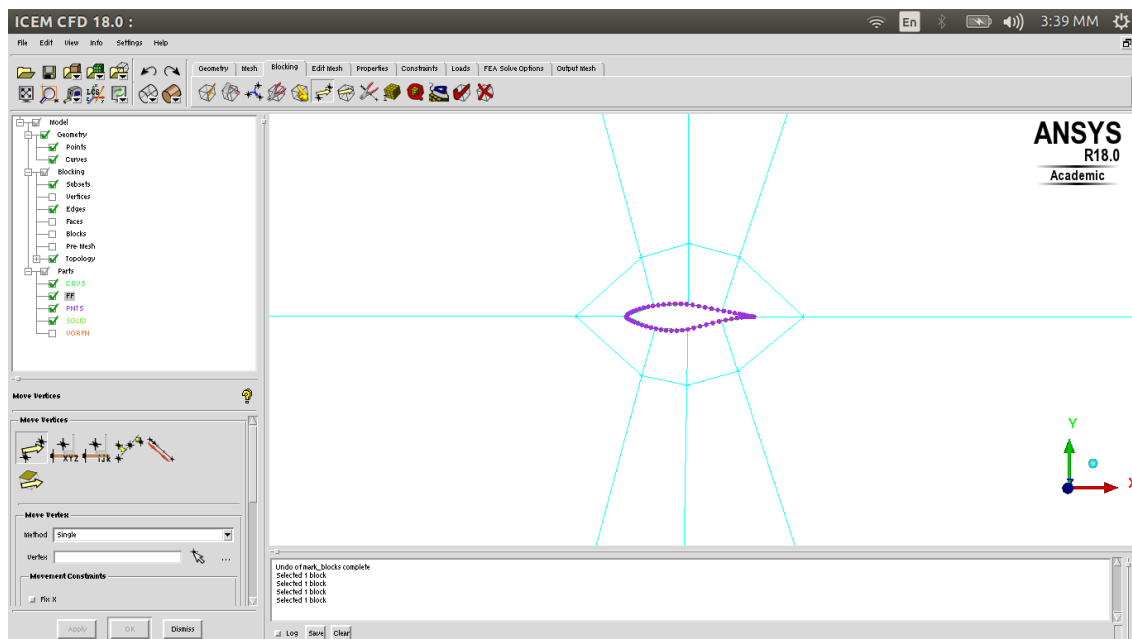 ICEM CFD 18.0 :
En
3:39 MM
File Edit View Info Settings Help
Geometry Mesh Blocking Edit Mesh Properties Constraints Loads FEA Solve Options Output Mesh
LCS
Model
Geometry
Points
Curves
Blocking
Subsets
Vertices
Edges
Faces
Blocks
Pre-Mesh
Topology
Parts
CRVS
FF
PNTS
SOLID
VORFN
ANSYS
R18.0
Academic
Move Vertices
Move Vertices
XYZ
ijk
Move Vertex
Method Single
Vertex ...
Movement Constraints
Fix X
Apply OK Dismiss
Y
X
Undo of mark_blocks complete
Selected 1 block
Selected 1 block
Selected 1 block
Selected 1 block
Log Save Clear